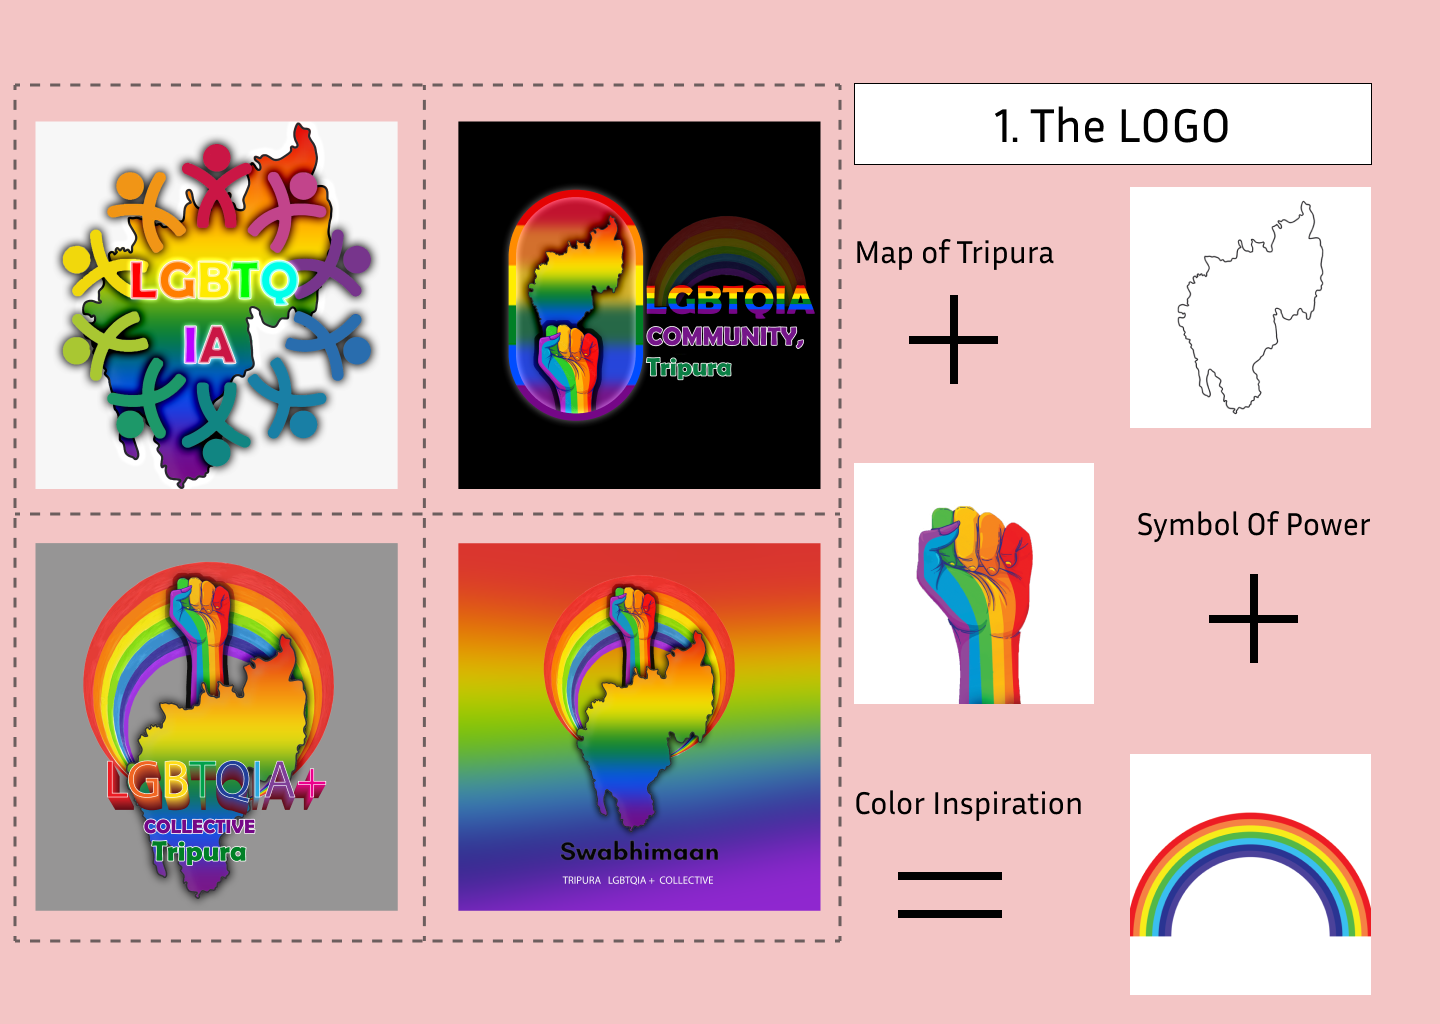 LGBTQ
IA
LGBTQIA
COMMUNITY,
Tripura
LGBTQIA+
COLLECTIVE
Tripura
Swabhimaan
TRIPURA LGBTQIA + COLLECTIVE
1. The LOGO
Map of Tripura
Symbol Of Power
Color Inspiration